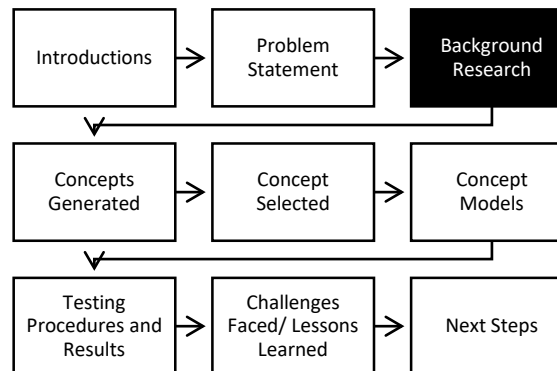 Introductions
Problem
Statement
Background
Research
Concepts
Generated
Concept
Selected
Concept
Models
Testing
Procedures and
Results
Challenges
Faced/ Lessons
Learned
Next Steps